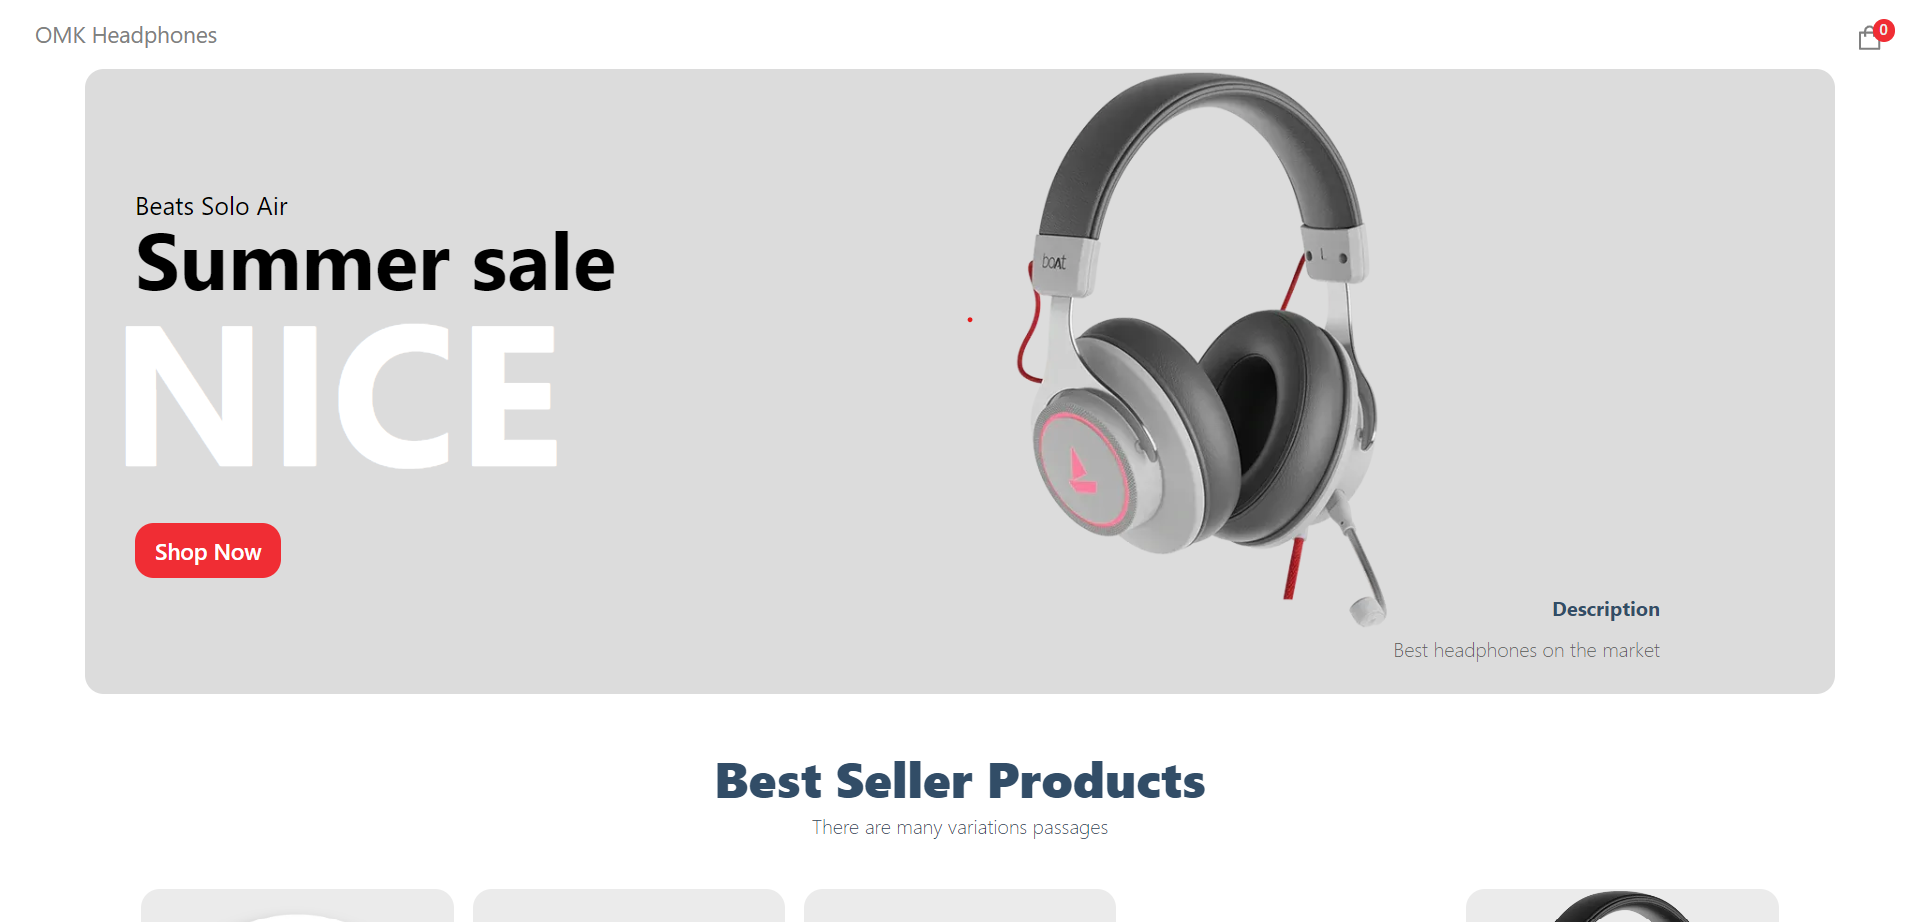 OMK Headphones
0
Beats Solo Air
Summer sale
NICE
boAt
L
Shop Now
Description
Best headphones on the market
Best Seller Products
There are many variations passages